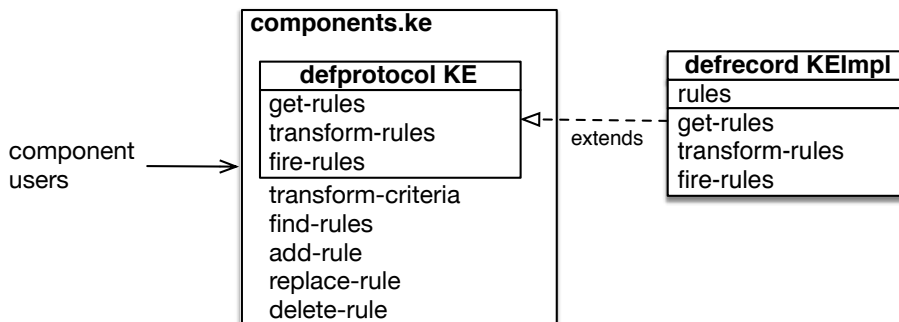 components.ke
defprotocol KE
get-rules
transform-rules
fire-rules
transform-criteria
find-rules
add-rule
replace-rule
delete-rule
component
users
extends
defrecord KEImpl
rules
get-rules
transform-rules
fire-rules